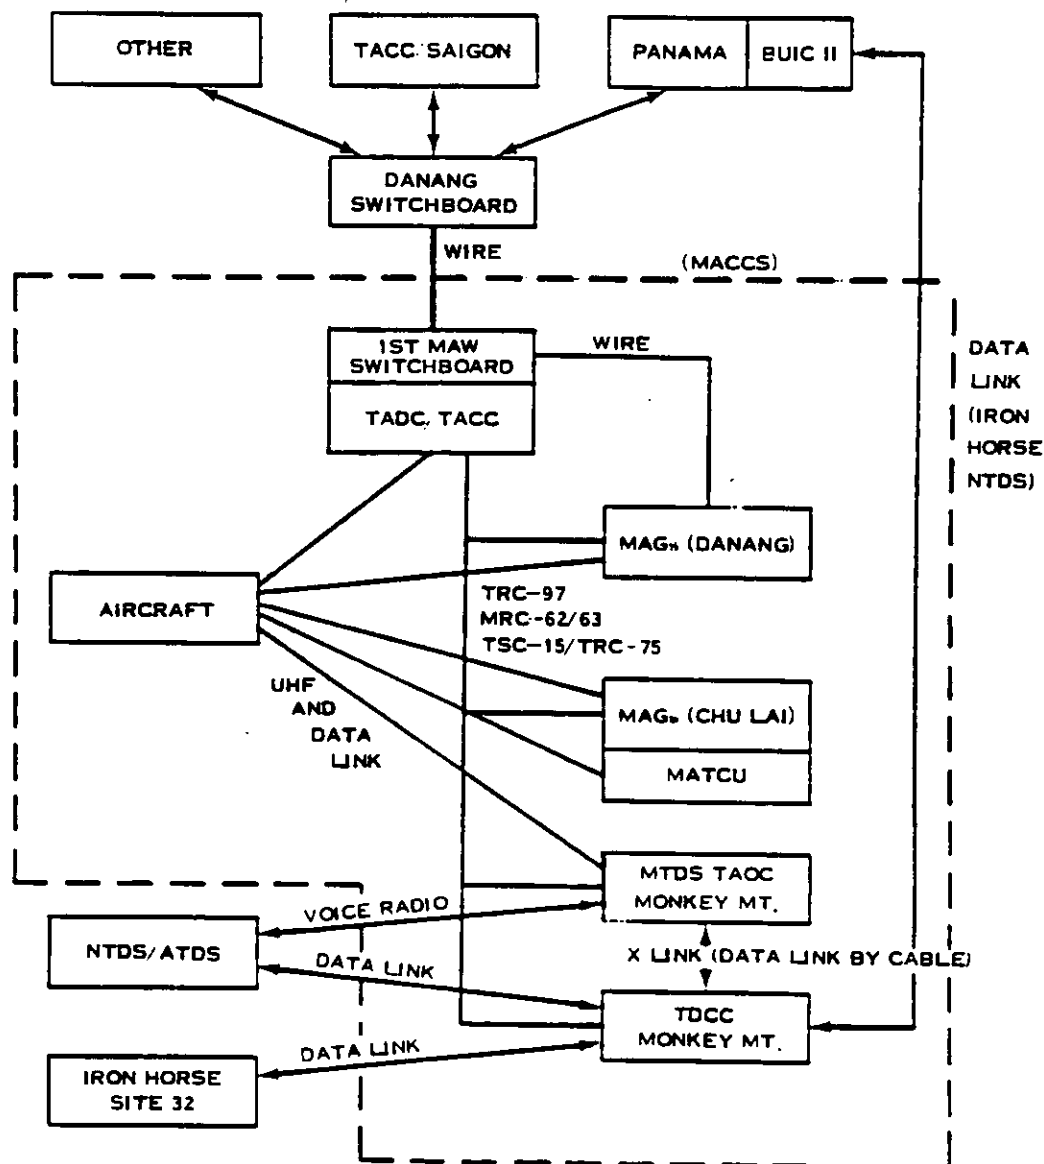 OTHER
TACC SAIGON
PANAMA
BUIC II
DANANG
SWITCHBOARD
WIRE
(MACCS)
1ST MAW
SWITCHBOARD
WIRE
TADC, TACC
DATA
LINK
(IRON
HORSE
NTDS)
MAGs (DANANG)
AIRCRAFT
TRC-97
MRC-62/63
TSC-15/TRC-75
UHF
AND
DATA
LINK
MAGs (CHU LAI)
MATCU
MTDS TAOC
MONKEY MT.
VOICE RADIO
NTDS/ATDS
DATA LINK
X LINK (DATA LINK BY CABLE)
TDCC
MONKEY MT.
DATA LINK
IRON HORSE
SITE 32